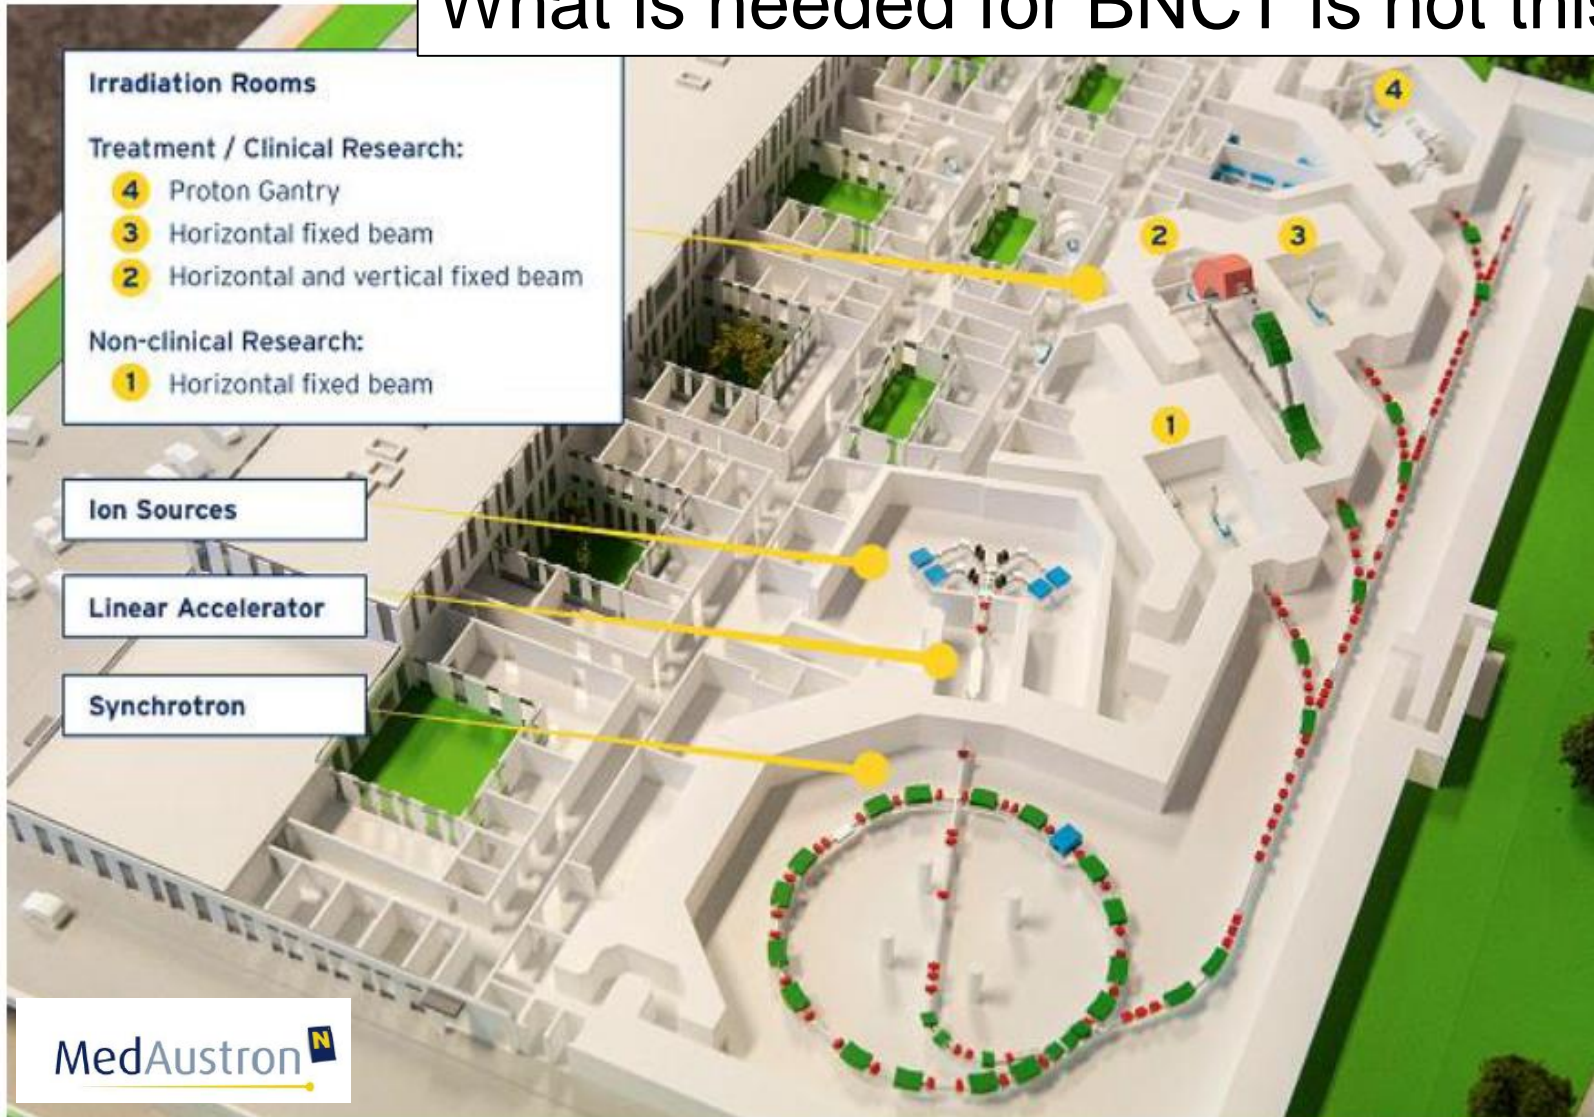 What is needed for BNCT is not this
Irradiation Rooms
Treatment / Clinical Research:
4 Proton Gantry
3 Horizontal fixed beam
2 Horizontal and vertical fixed beam
Non-clinical Research:
1 Horizontal fixed beam
4
2
3
1
Ion Sources
Linear Accelerator
Synchrotron
MedAustron N